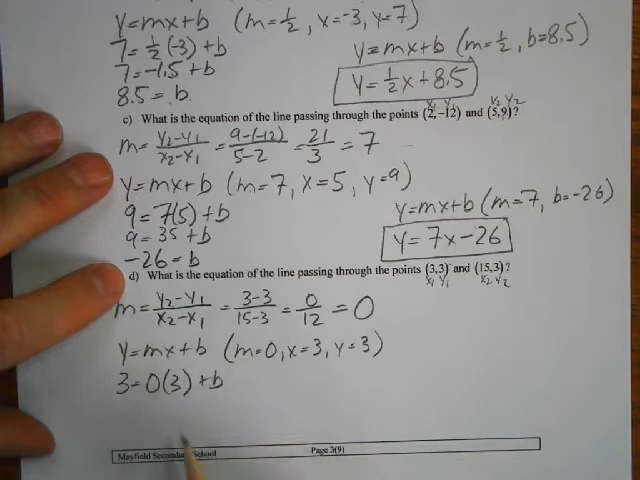 y=mx+b (m=1/2, x=-3, y=7)
7=1/2(-3)+b
y=mx+b (m=1/2, b=8.5)
7=-1.5+b
y=1/2x+8.5
8.5=b
c) What is the equation of the line passing through the points (2,-12) and (5,9)?
x₁ y₁ x₂ y₂
m= y₂-y₁/x₂-x₁ = 9-(-12)/5-2 = 21/3 = 7
y=mx+b (m=7, x=5, y=9)
y=mx+b (m=7, b=-26)
9=7(5)+b
9=35+b
y=7x-26
-26=b
d) What is the equation of the line passing through the points (3,3) and (15,3)?
x₁ y₁ x₂ y₂
m= y₂-y₁/x₂-x₁ = 3-3/15-3 = 0/12 = 0
y=mx+b (m=0, x=3, y=3)
3=0(3)+b
Mayfield Secondary School Page 3(9)